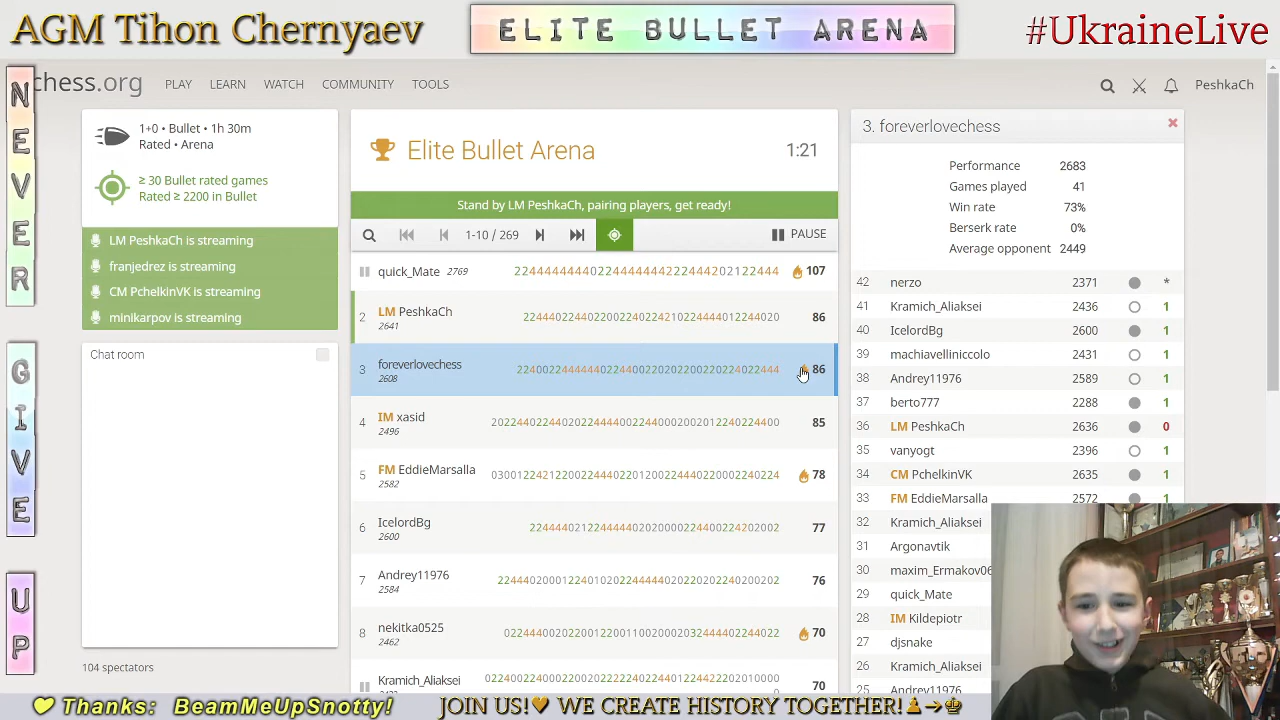 AGM Tihon Chernyaev
ELITE BULLET ARENA
#UkraineLive
NEVER
GIVE
UP
chess.org
PLAY LEARN WATCH COMMUNITY TOOLS
PeshkaCh
1+0 • Bullet • 1h 30m
Rated • Arena
≥ 30 Bullet rated games
Rated ≥ 2200 in Bullet
LM PeshkaCh is streaming
franjedrez is streaming
CM PchelkinVK is streaming
minikarpov is streaming
Chat room
104 spectators
Elite Bullet Arena 1:21
Stand by LM PeshkaCh, pairing players, get ready!
1-10 / 269 PAUSE
quick_Mate 2769 107
2 LM PeshkaCh 86
2641
3 foreverlovechess 86
2608
4 IM xasid 85
2496
5 FM EddieMarsalla 78
2582
6 IcelordBg 77
2600
7 Andrey11976 76
2584
8 nekitka0525 70
2462
Kramich_Aliaksei 70
3. foreverlovechess
Performance 2683
Games played 41
Win rate 73%
Berserk rate 0%
Average opponent 2449
42 nerzo 2371 *
41 Kramich_Aliaksei 2436 1
40 IcelordBg 2600 1
39 machiavelliniccolo 2431 1
38 Andrey11976 2589 1
37 berto777 2288 1
36 LM PeshkaCh 2636 0
35 vanyogt 2396 1
34 CM PchelkinVK 2635 1
33 FM EddieMarsalla 2572 1
32 Kramich_Aliaksei
31 Argonavtik
30 maxim_Ermakov06
29 quick_Mate
28 IM Kildepiotr
27 djsnake
26 Kramich_Aliaksei
25 Andrey11976
Thanks: BeamMeUpSnotty!
JOIN US! WE CREATE HISTORY TOGETHER!